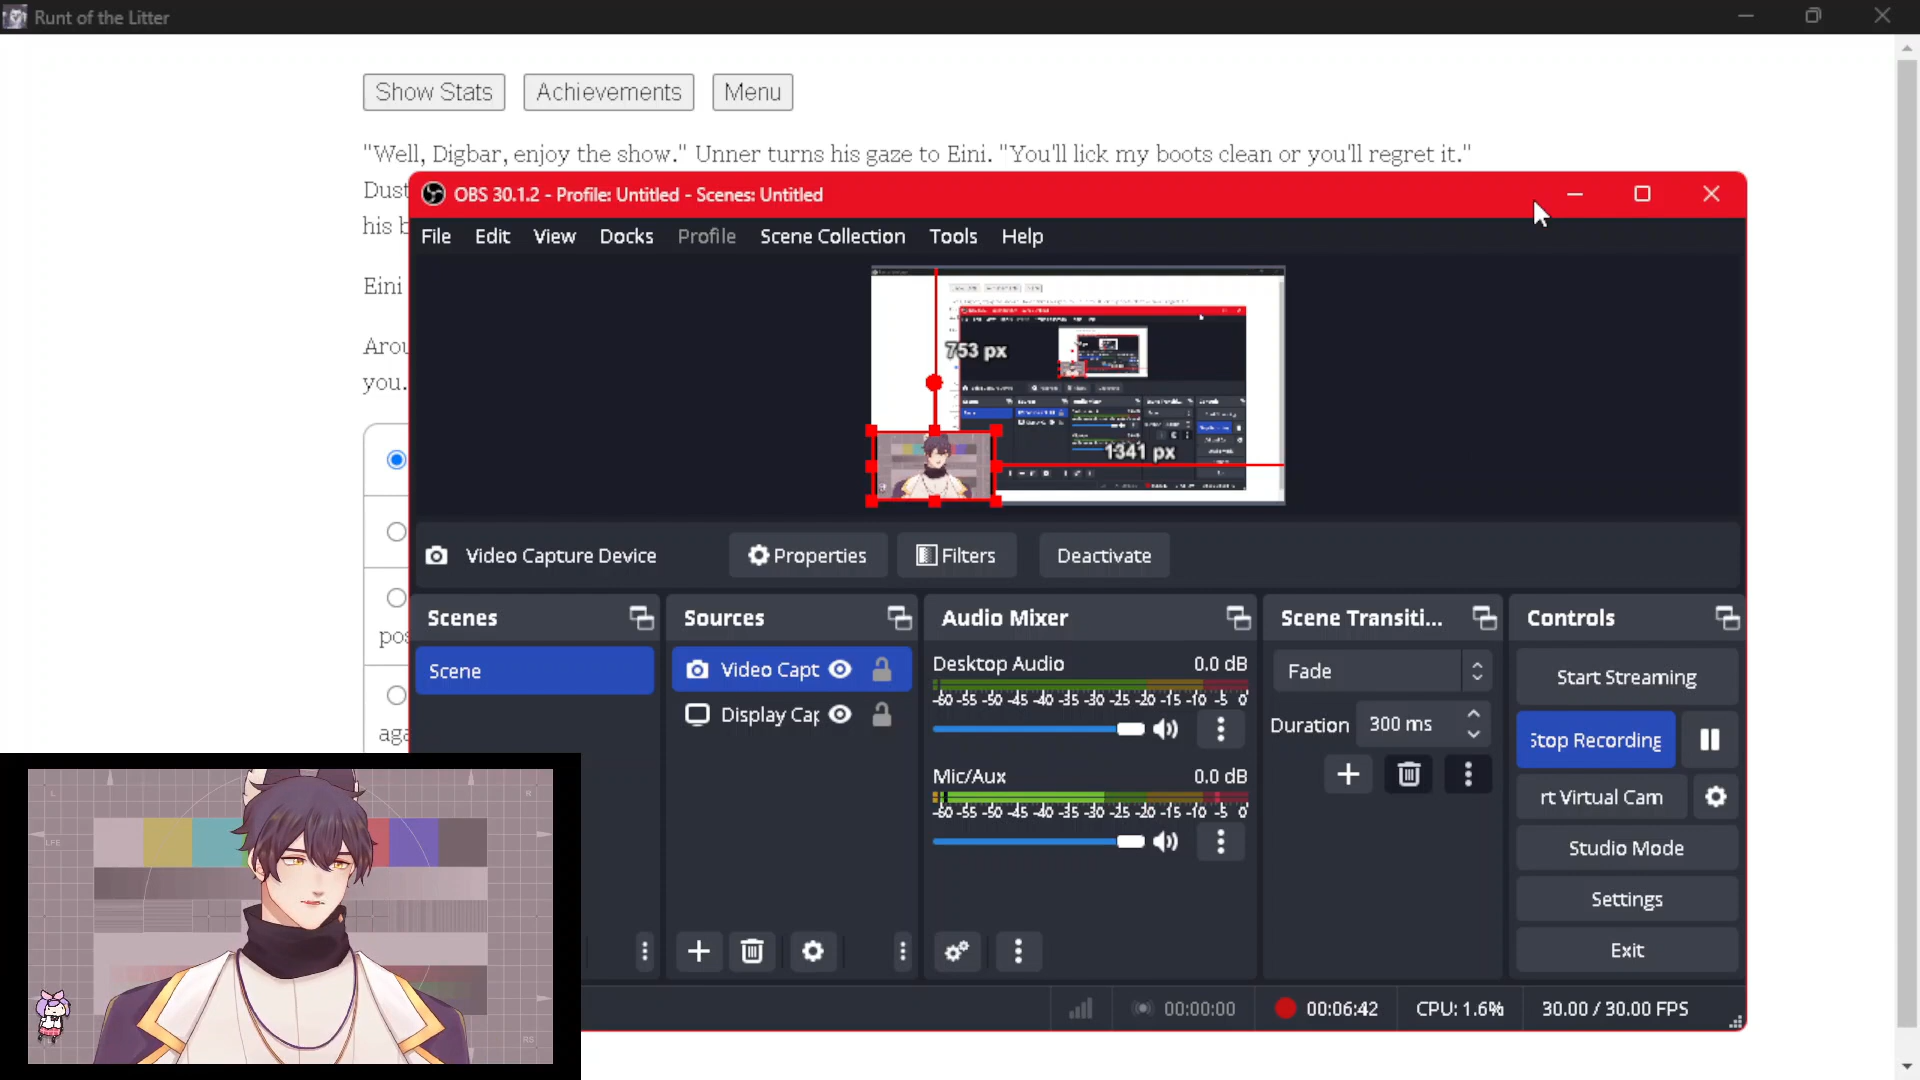 Runt of the Litter
Show Stats Achievements Menu
"Well, Digbar, enjoy the show." Unner turns his gaze to Eini. "You'll lick my boots clean or you'll regret it."
Dust
his b
Eini
Arou
you.
pos
aga
OBS 30.1.2 - Profile: Untitled - Scenes: Untitled
File Edit View Docks Profile Scene Collection Tools Help
753 px
1341 px
Video Capture Device Properties Filters Deactivate
Scenes Sources Audio Mixer Scene Transiti... Controls
Scene
Video Capt
Display Cap
Desktop Audio 0.0 dB
-60 -55 -50 -45 -40 -35 -30 -25 -20 -15 -10 -5 0
Mic/Aux 0.0 dB
-60 -55 -50 -45 -40 -35 -30 -25 -20 -15 -10 -5 0
Fade
Duration 300 ms
Start Streaming
Stop Recording
rt Virtual Cam
Studio Mode
Settings
Exit
00:00:00 00:06:42 CPU: 1.6% 30.00 / 30.00 FPS
L R
LFE
RS